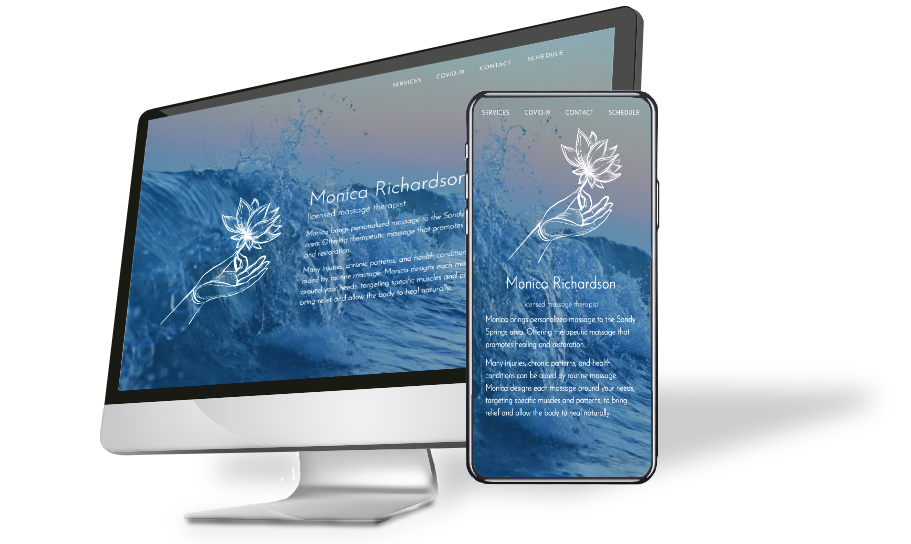 SERVICES COVID-19 CONTACT SCHEDULE
Monica Richardson
licensed massage therapist
Monica brings personalized massage to the Sandy
area. Offering therapeutic massage that promotes
and restoration.
Many injuries, chronic patterns, and health condition
aided by routine massage. Monica designs each ma
around your needs, targeting specific muscles and pa
bring relief and allow the body to heal naturally.
SERVICES COVID-19 CONTACT SCHEDULE
Monica Richardson
licensed massage therapist
Monica brings personalized massage to the Sandy
Springs area. Offering therapeutic massage that
promotes healing and restoration.
Many injuries, chronic patterns, and health
conditions can be aided by routine massage.
Monica designs each massage around your needs,
targeting specific muscles and patterns, to bring
relief and allow the body to heal naturally.